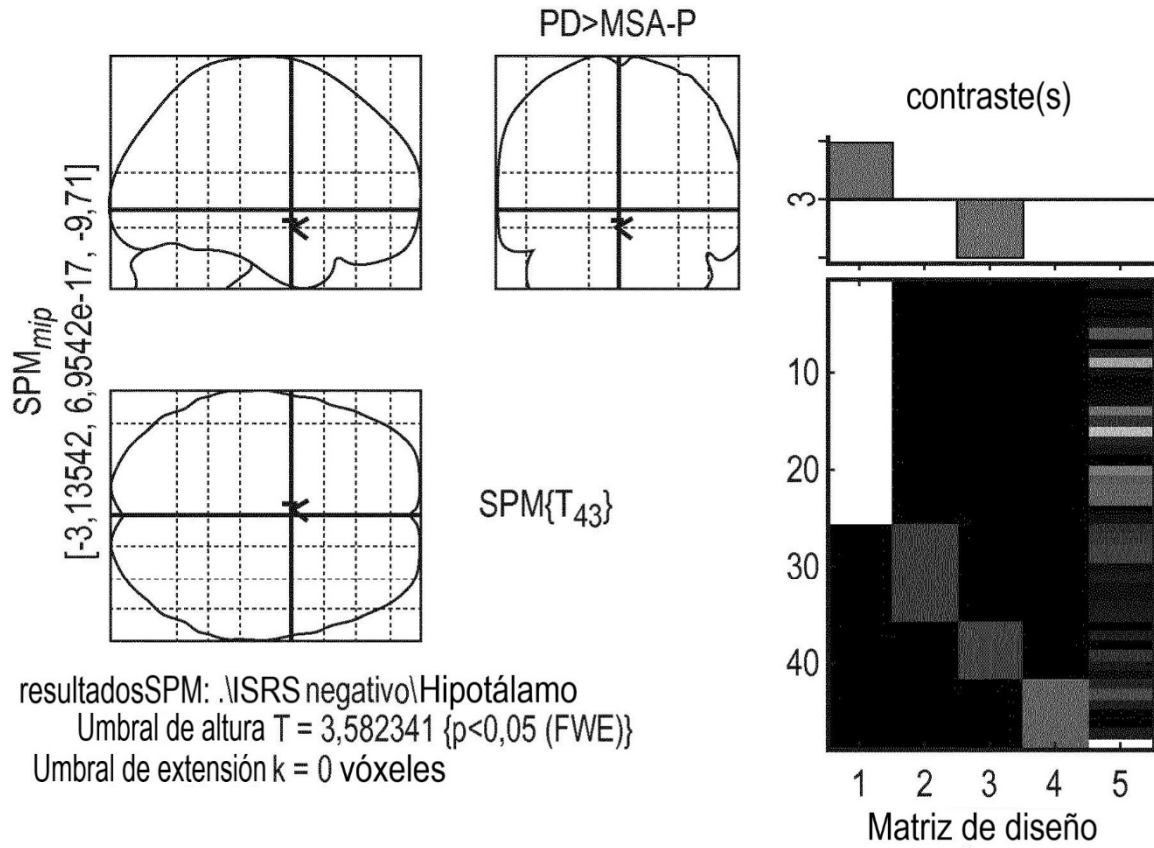 PD>MSA-P
SPMmip
[-3,13542, 6,9542e-17, -9,71]
SPM{T43}
resultadosSPM: .\ISRS negativo\Hipotálamo
Umbral de altura T = 3,582341 {p<0,05 (FWE)}
Umbral de extensión k = 0 vóxeles
contraste(s)
3
10
20
30
40
1 2 3 4 5
Matriz de diseño